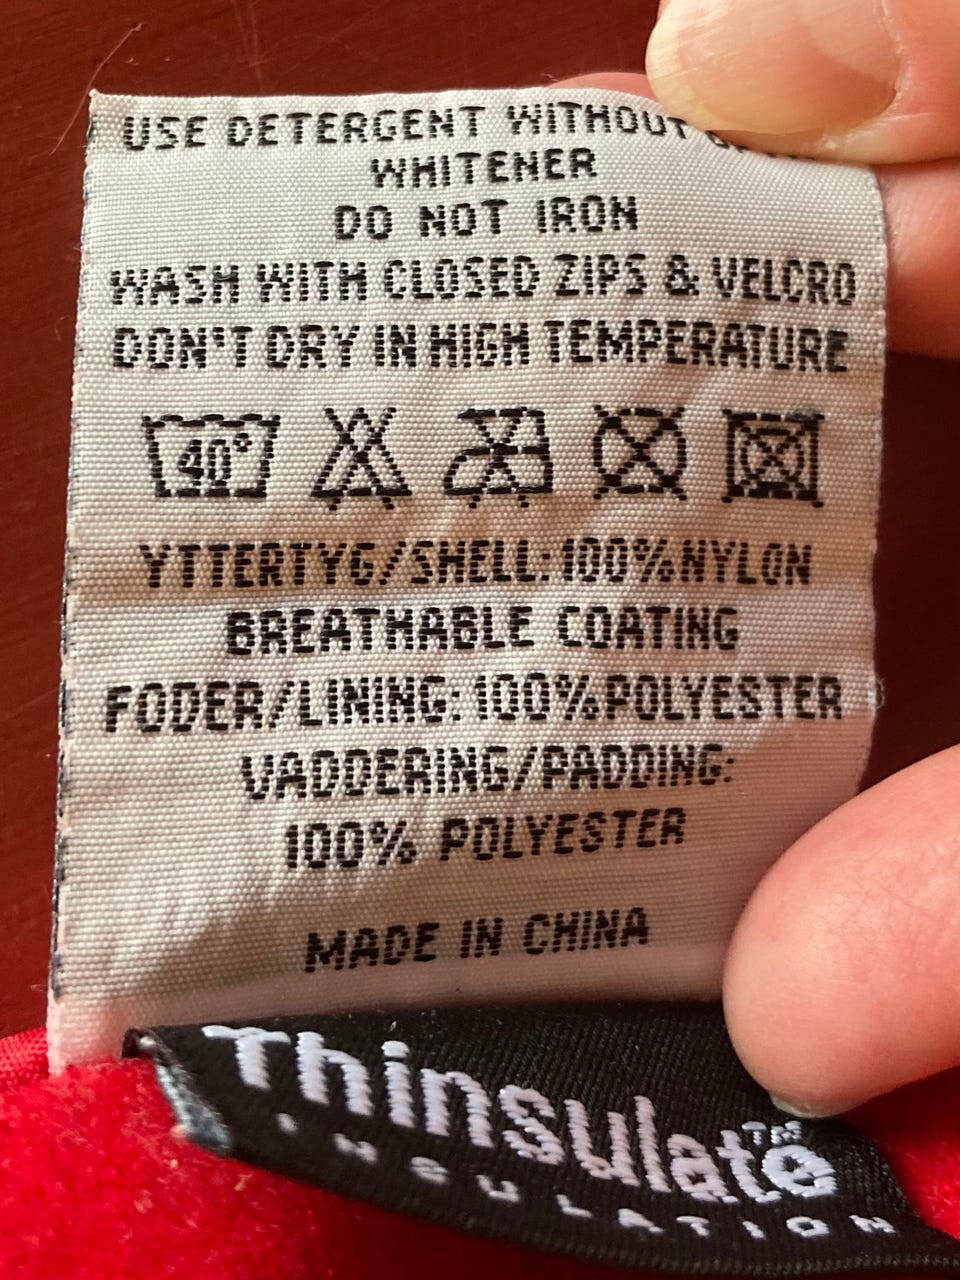 USE DETERGENT WITHOUT
WHITENER
DO NOT IRON
WASH WITH CLOSED ZIPS & VELCRO
DON'T DRY IN HIGH TEMPERATURE
40°
YTTERTYG/SHELL: 100% NYLON
BREATHABLE COATING
FODER/LINING: 100% POLYESTER
VADDERING/PADDING:
100% POLYESTER
MADE IN CHINA
Thinsulate™
INSULATION